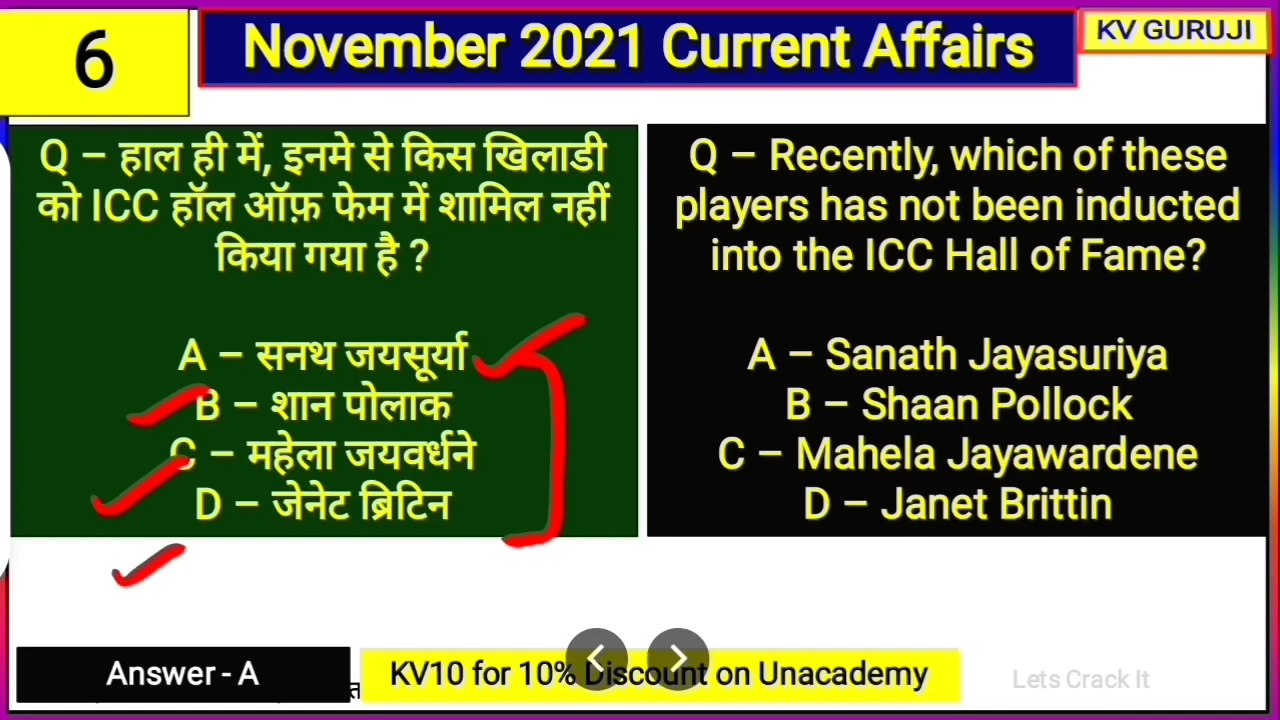 6
November 2021 Current Affairs
KV GURUJI
Q – हाल ही में, इनमे से किस खिलाडी
को ICC हॉल ऑफ़ फेम में शामिल नहीं
किया गया है ?
A – सनथ जयसूर्या
B – शान पोलाक
C – महेला जयवर्धने
D – जेनेट ब्रिटिन
Q – Recently, which of these
players has not been inducted
into the ICC Hall of Fame?
A – Sanath Jayasuriya
B – Shaan Pollock
C – Mahela Jayawardene
D – Janet Brittin
Answer - A
KV10 for 10% Discount on Unacademy
Lets Crack It